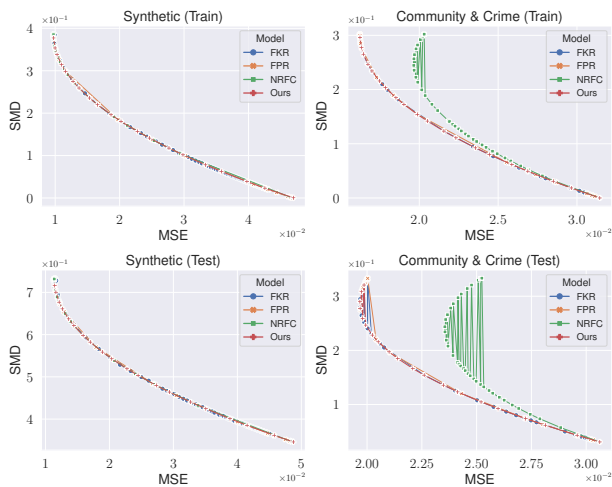 Synthetic (Train)
×10⁻¹
4
3
2
1
0
SMD
Model
FKR
FPR
NRFC
Ours
1
2
3
4
MSE
×10⁻²
Community & Crime (Train)
×10⁻¹
3
2
1
0
SMD
Model
FKR
FPR
NRFC
Ours
2.0
2.5
3.0
MSE
×10⁻²
Synthetic (Test)
×10⁻¹
7
6
5
4
SMD
Model
FKR
FPR
NRFC
Ours
1
2
3
4
5
MSE
×10⁻²
Community & Crime (Test)
×10⁻¹
3
2
1
SMD
Model
FKR
FPR
NRFC
Ours
2.00
2.25
2.50
2.75
3.00
MSE
×10⁻²